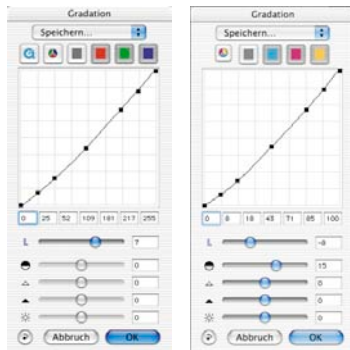 Gradation
Speichern...
0 25 52 109 181 217 255
L 7
0
0
0
0
Abbruch OK
Gradation
Speichern...
0 8 18 43 71 85 100
L -8
15
0
0
0
Abbruch OK